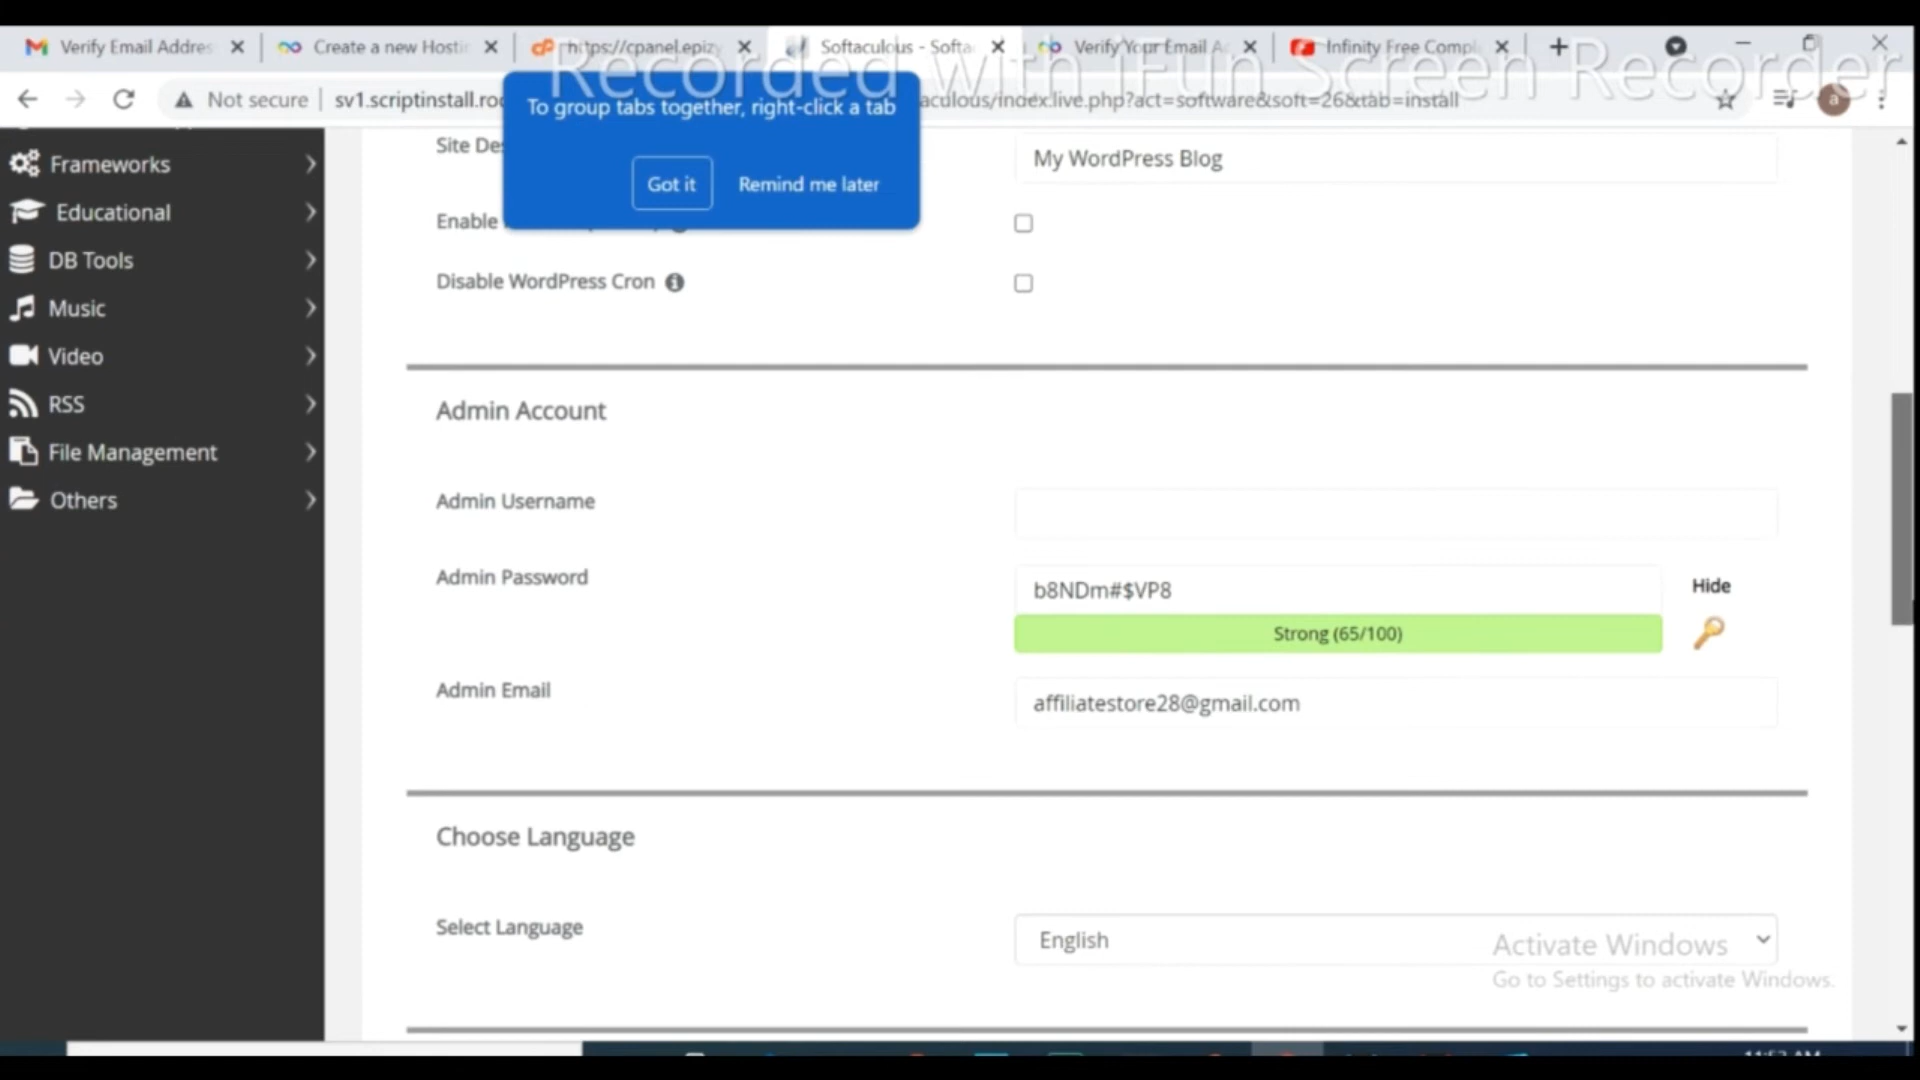 Verify Email Addres
Create a new Hostin
https://cpanel.epiz
Softaculous - Softa
Verify Your Email A
Infinity Free Compl
Recorded with iFun Screen Recorder
Not secure
sv1.scriptinstall.ro
aculous/index.live.php?act=software&soft=26&tab=install
a
To group tabs together, right-click a tab
Got it
Remind me later
Frameworks
Educational
DB Tools
Music
Video
RSS
File Management
Others
Site Des
My WordPress Blog
Enable
Disable WordPress Cron
Admin Account
Admin Username
Admin Password
b8NDm#$VP8
Hide
Strong (65/100)
Admin Email
affiliatestore28@gmail.com
Choose Language
Select Language
English
Activate Windows
Go to Settings to activate Windows.